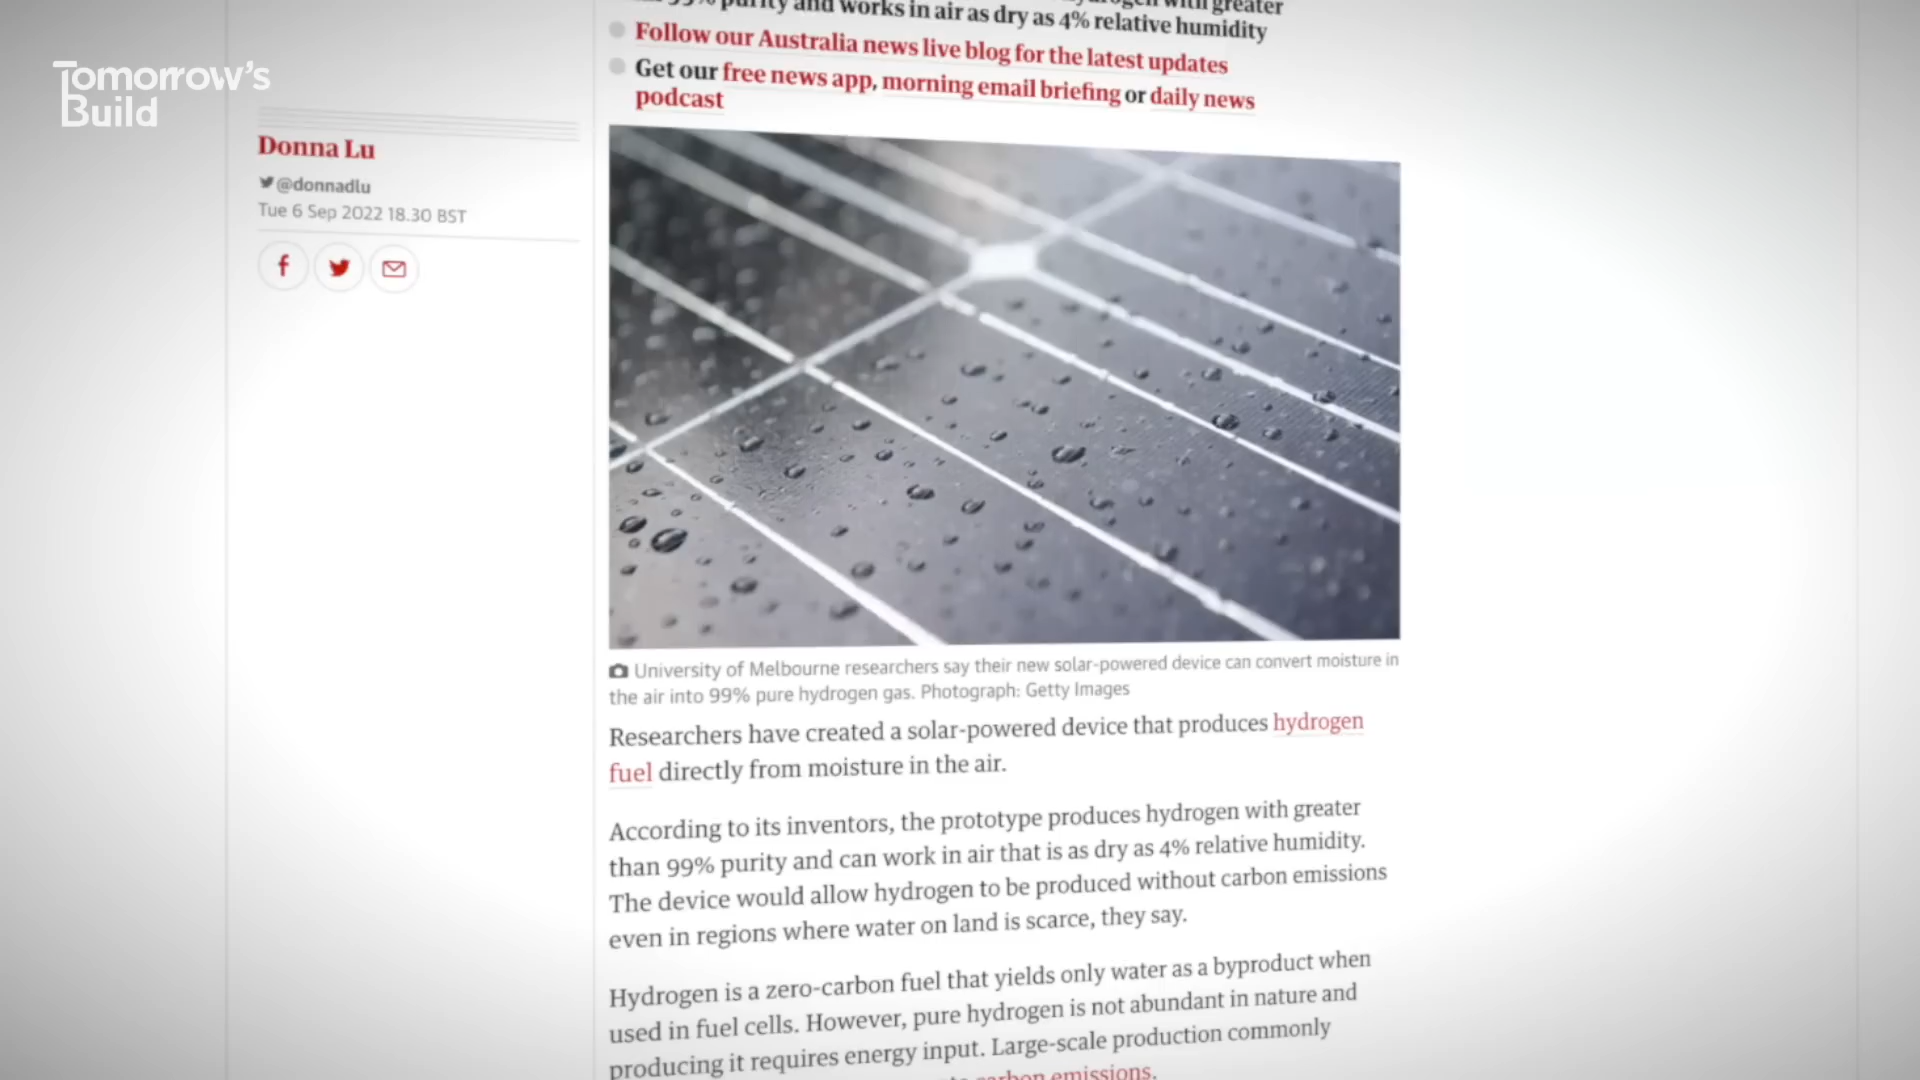 Tomorrow's
Build
with greater
purity and works in air as dry as 4% relative humidity
Follow our Australia news live blog for the latest updates
Get our free news app, morning email briefing or daily news
podcast
Donna Lu
@donnadlu
Tue 6 Sep 2022 18.30 BST
University of Melbourne researchers say their new solar-powered device can convert moisture in
the air into 99% pure hydrogen gas. Photograph: Getty Images
Researchers have created a solar-powered device that produces hydrogen
fuel directly from moisture in the air.
According to its inventors, the prototype produces hydrogen with greater
than 99% purity and can work in air that is as dry as 4% relative humidity.
The device would allow hydrogen to be produced without carbon emissions
even in regions where water on land is scarce, they say.
Hydrogen is a zero-carbon fuel that yields only water as a byproduct when
used in fuel cells. However, pure hydrogen is not abundant in nature and
producing it requires energy input. Large-scale production commonly
carbon emissions.